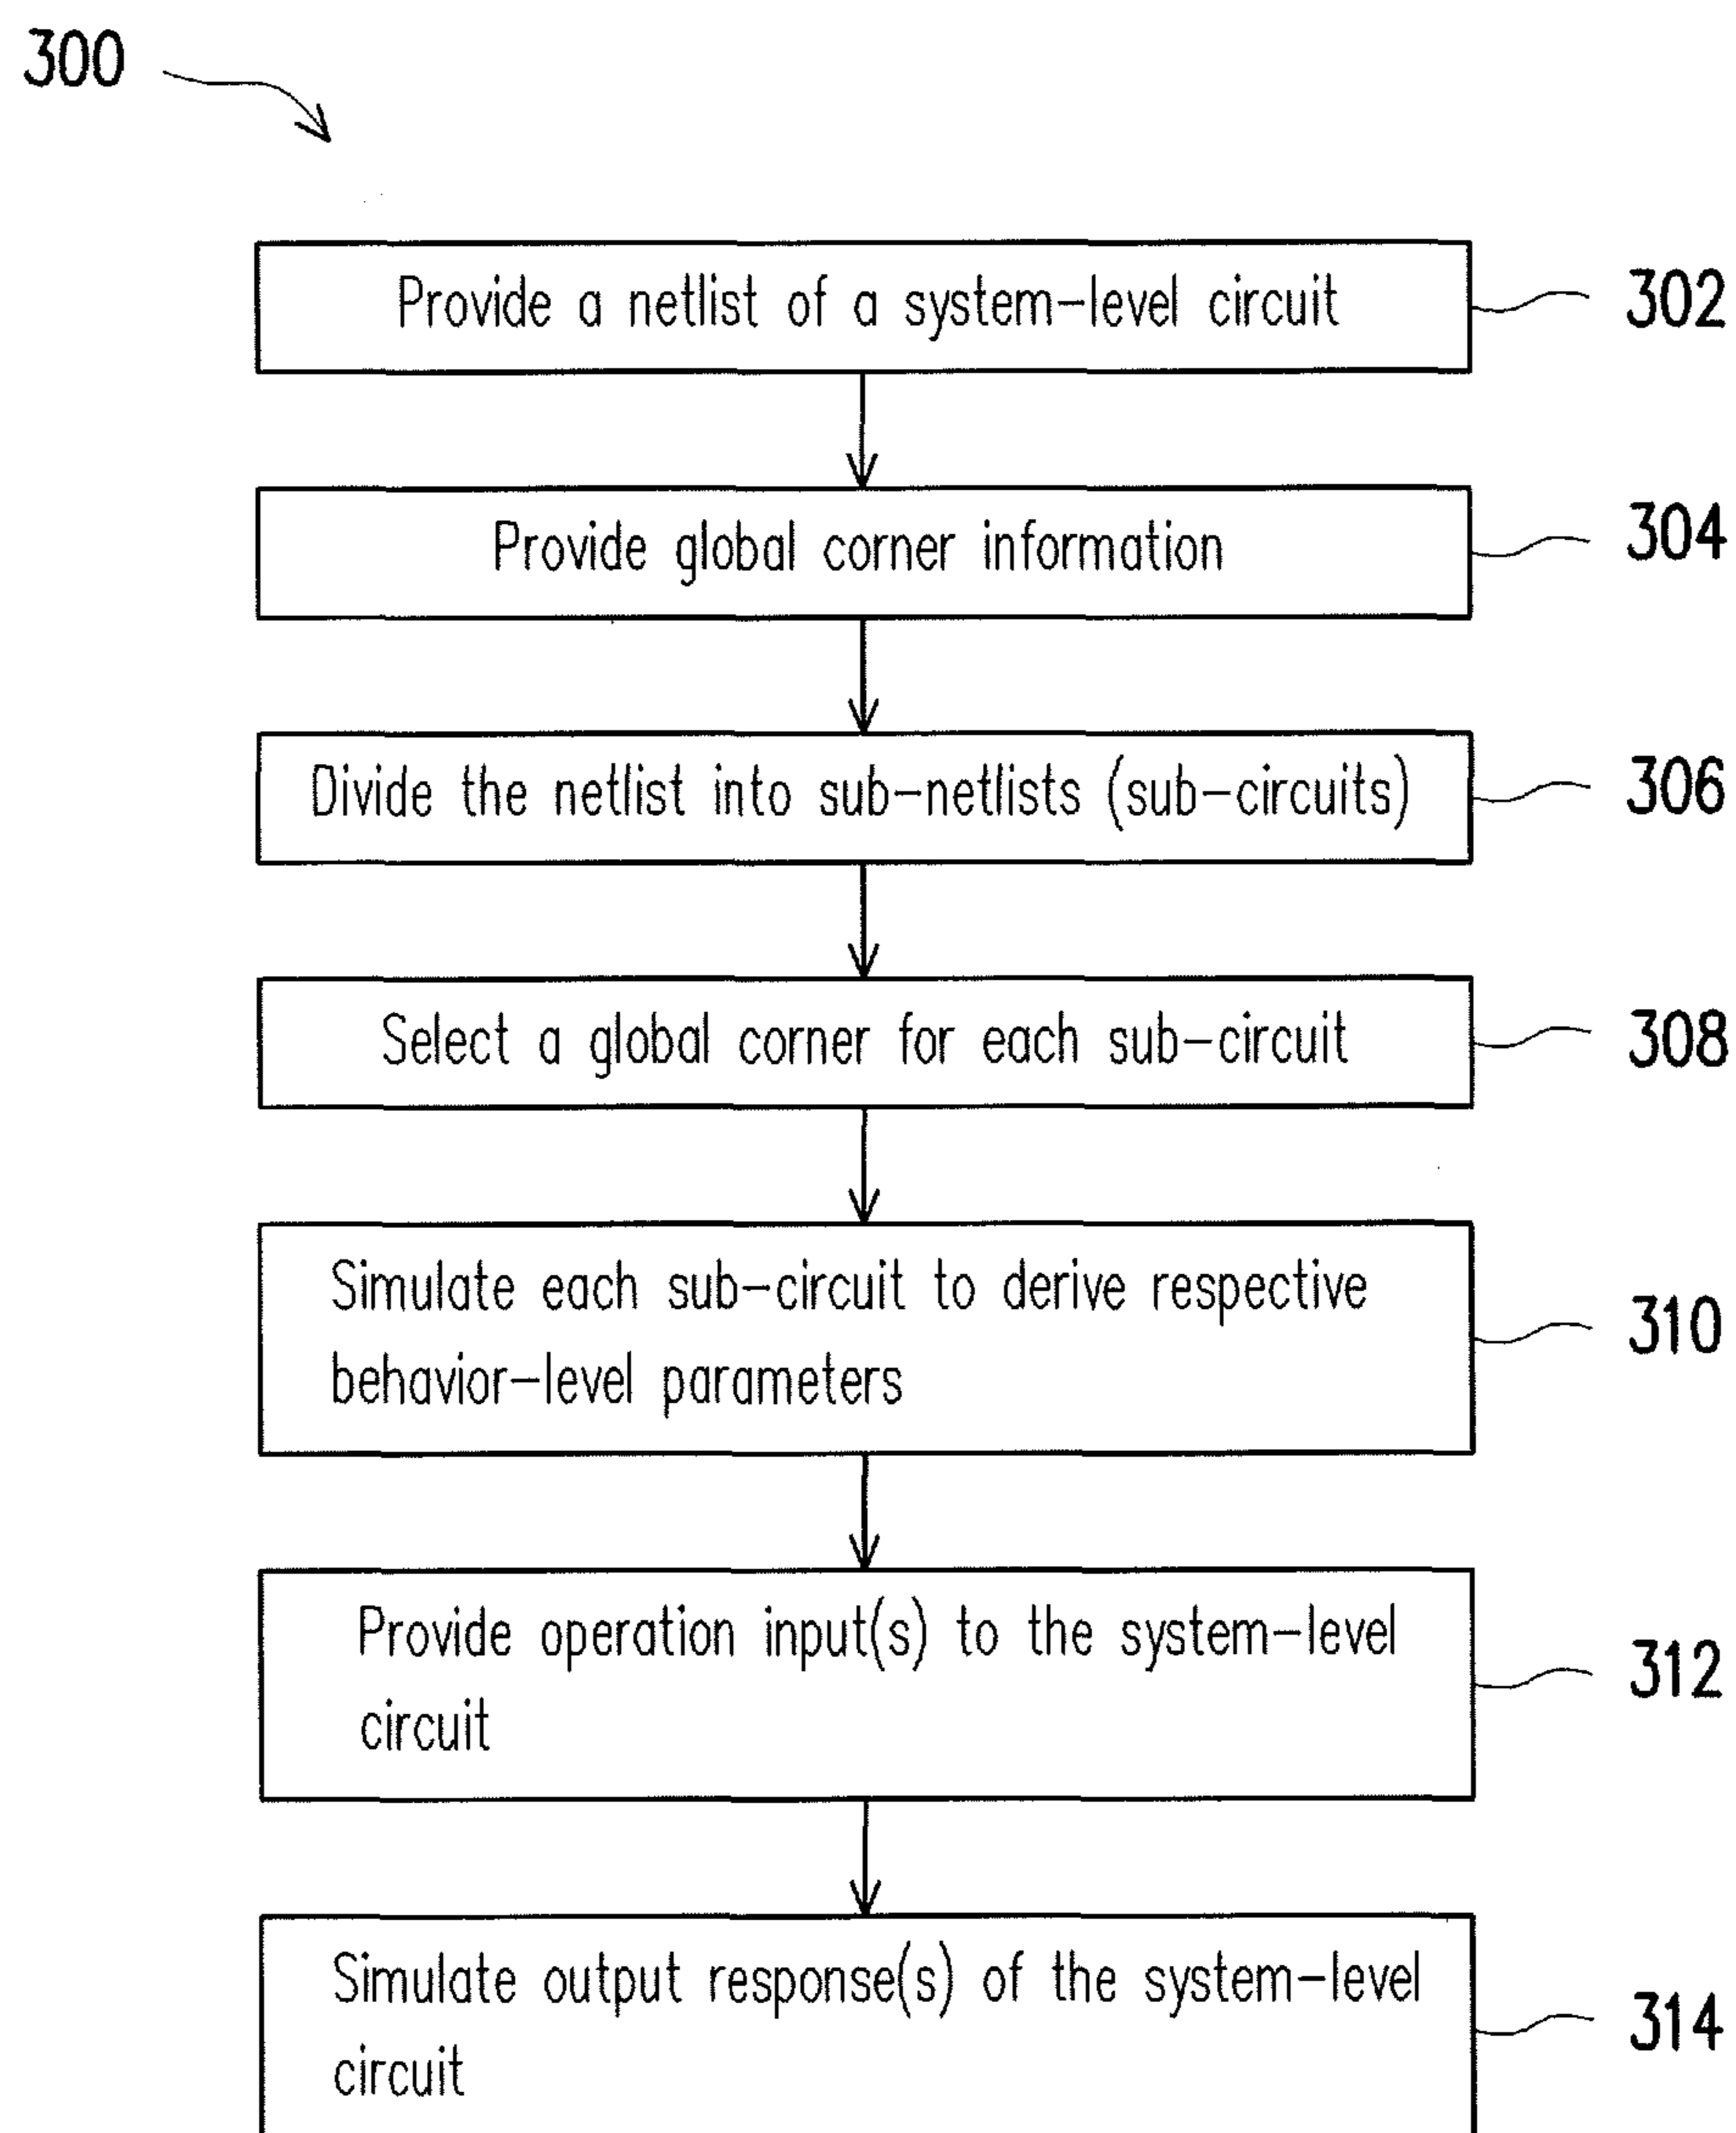 300
Provide a netlist of a system-level circuit
302
Provide global corner information
304
Divide the netlist into sub-netlists (sub-circuits)
306
Select a global corner for each sub-circuit
308
Simulate each sub-circuit to derive respective
behavior-level parameters
310
Provide operation input(s) to the system-level
circuit
312
Simulate output response(s) of the system-level
circuit
314